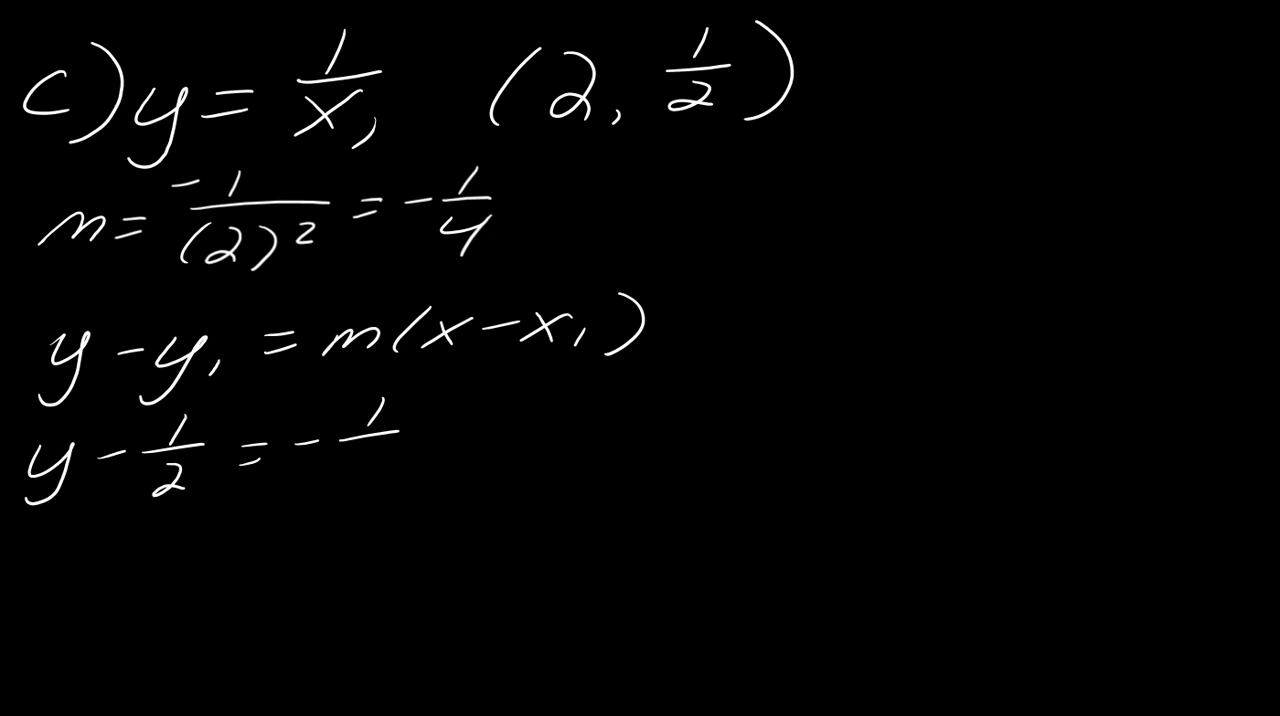 c) y = 1/x, (2, 1/2)
m = -1/(2)² = -1/4
y - y₁ = m(x - x₁)
y - 1/2 = - 1/